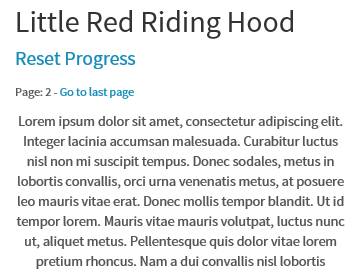 Little Red Riding Hood
Reset Progress
Page: 2 - Go to last page
Lorem ipsum dolor sit amet, consectetur adipiscing elit.
Integer lacinia accumsan malesuada. Curabitur luctus
nisl non mi suscipit tempus. Donec sodales, metus in
lobortis convallis, orci urna venenatis metus, at posuere
leo mauris vitae erat. Donec mollis tempor blandit. Ut id
tempor lorem. Mauris vitae mauris volutpat, luctus nunc
ut, aliquet metus. Pellentesque quis dolor vitae lorem
pretium rhoncus. Nam a dui convallis nisl lobortis